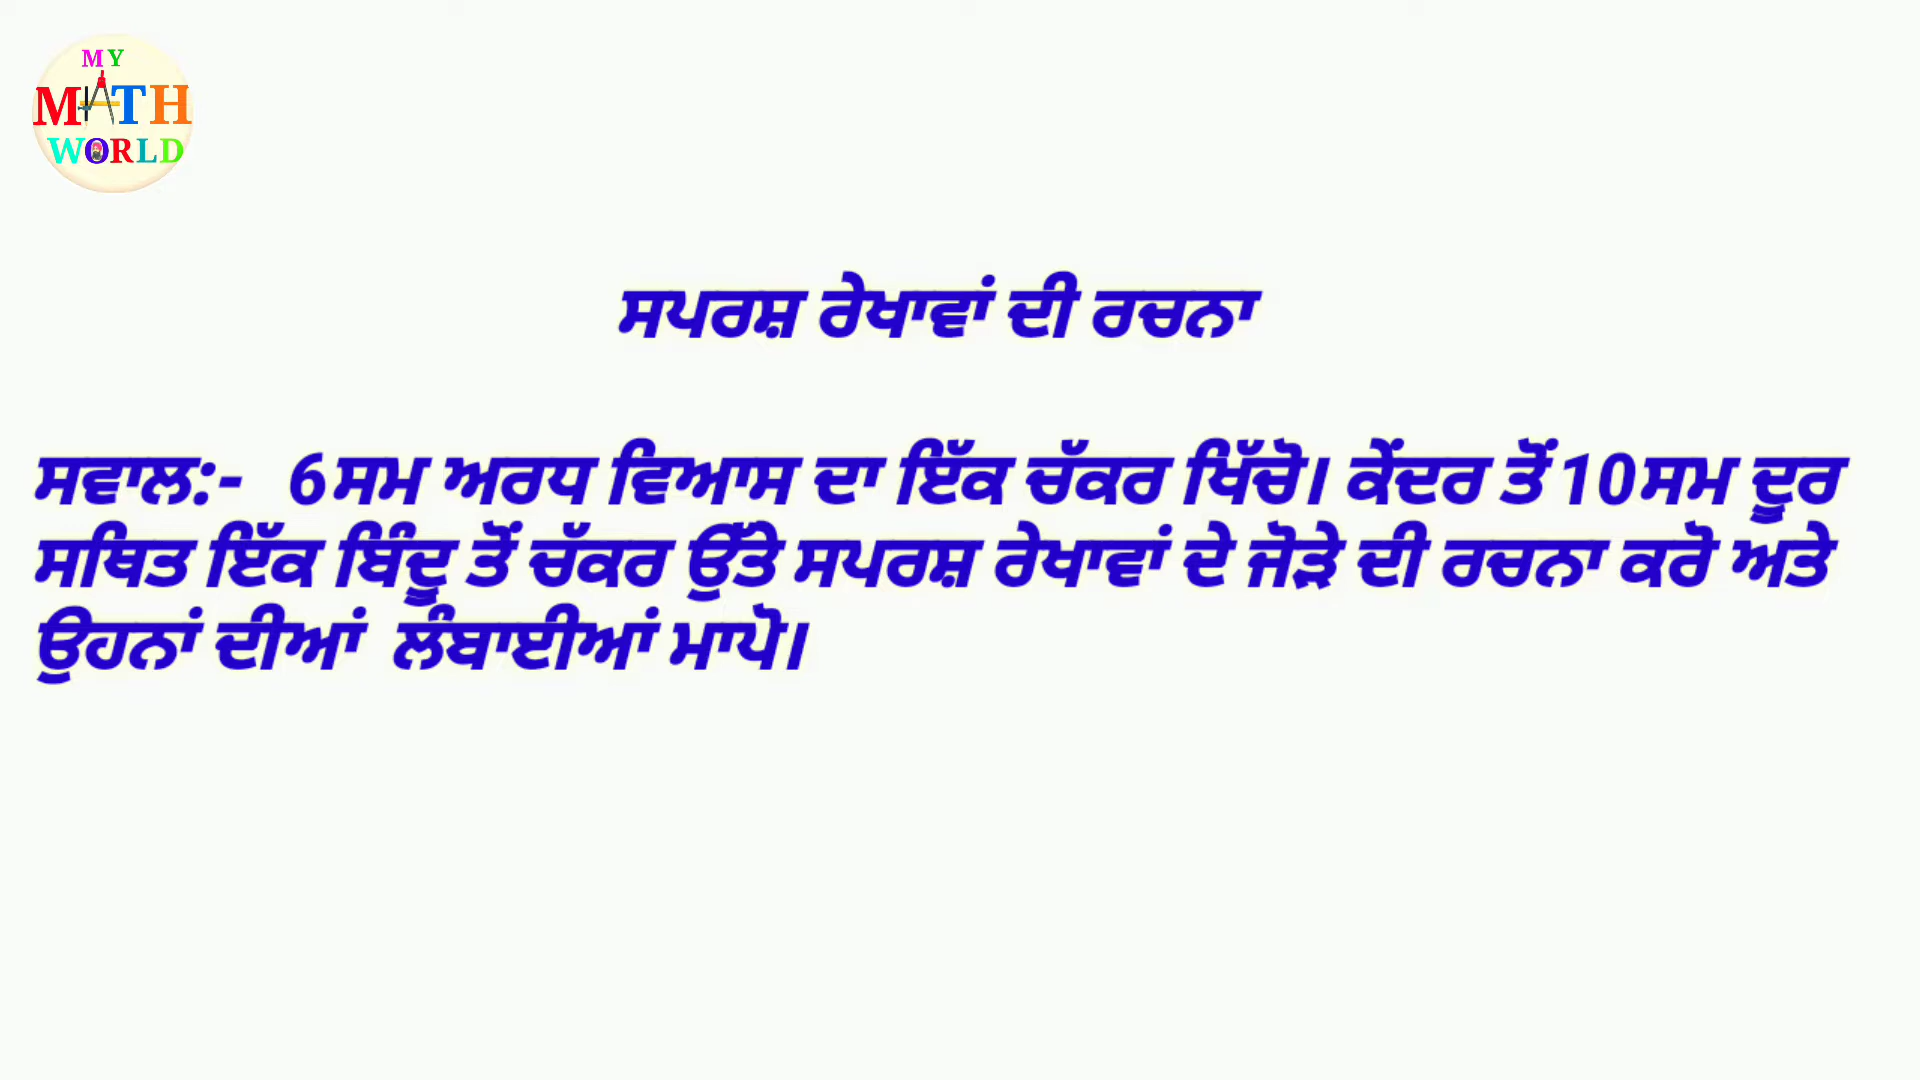 MY
MATH
WORLD
ਸਪਰਸ਼ ਰੇਖਾਵਾਂ ਦੀ ਰਚਨਾ
ਸਵਾਲ:- 6ਸਮ ਅਰਧ ਵਿਆਸ ਦਾ ਇੱਕ ਚੱਕਰ ਖਿੱਚੋ। ਕੇਂਦਰ ਤੋਂ 10ਸਮ ਦੂਰ
ਸਥਿਤ ਇੱਕ ਬਿੰਦੂ ਤੋਂ ਚੱਕਰ ਉੱਤੇ ਸਪਰਸ਼ ਰੇਖਾਵਾਂ ਦੇ ਜੋੜੇ ਦੀ ਰਚਨਾ ਕਰੋ ਅਤੇ
ਉਹਨਾਂ ਦੀਆਂ ਲੰਬਾਈਆਂ ਮਾਪੋ।